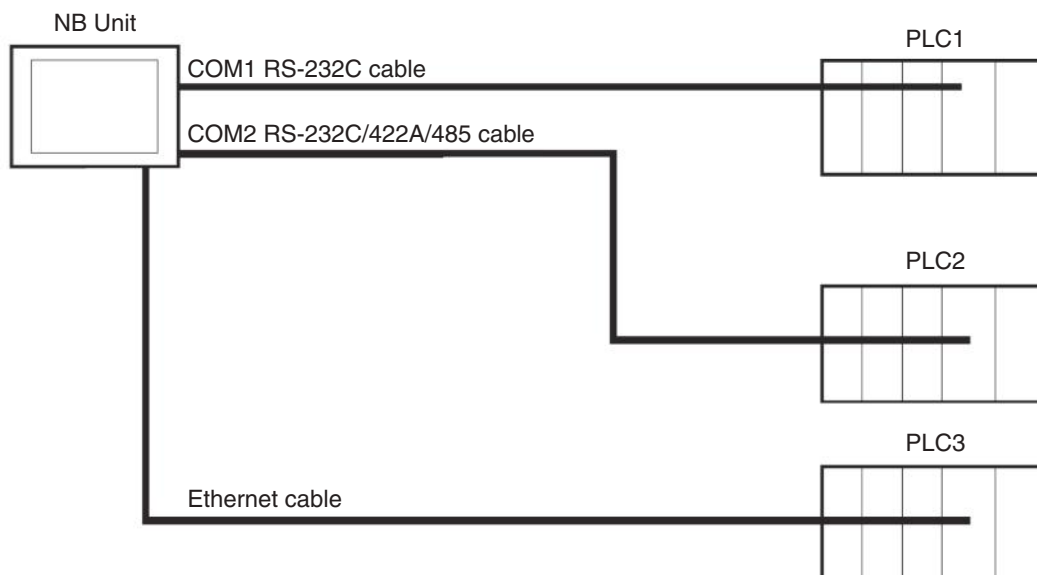 NB Unit
PLC1
COM1 RS-232C cable
COM2 RS-232C/422A/485 cable
PLC2
PLC3
Ethernet cable